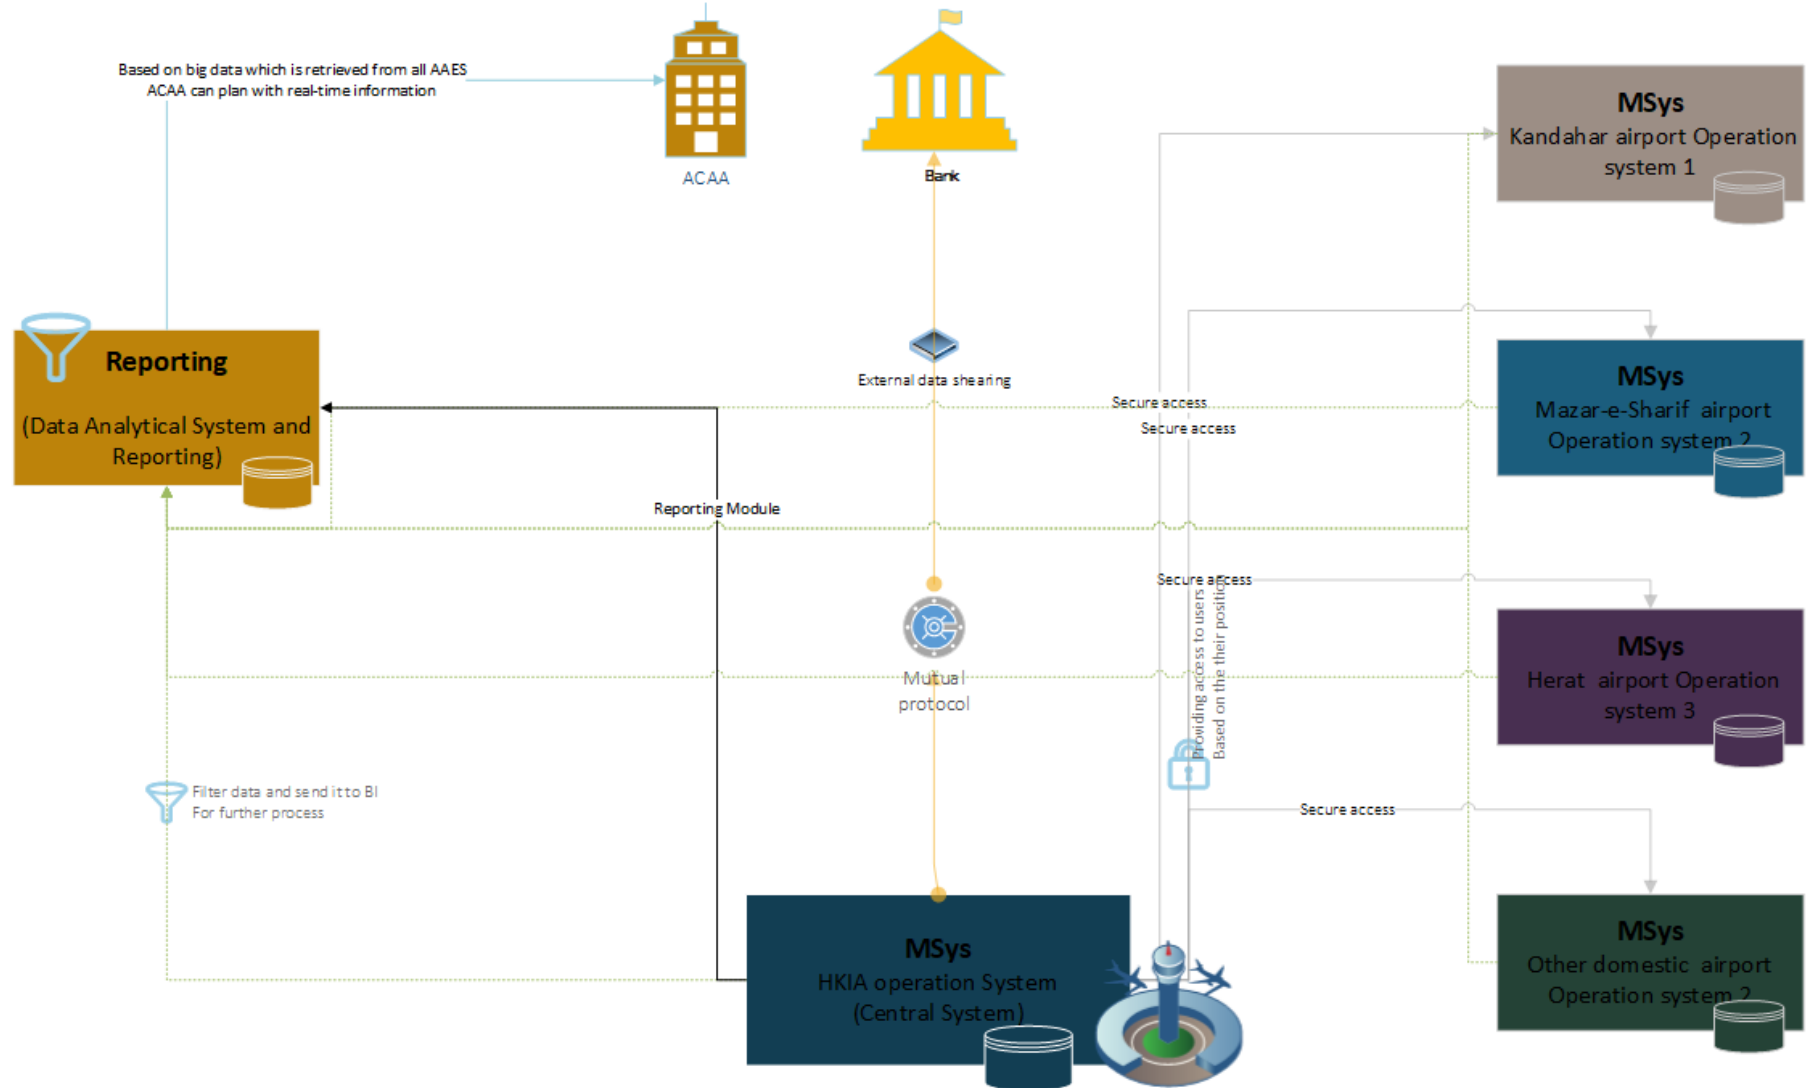 Based on big data which is retrieved from all AAES
ACAA can plan with real-time information
ACAA
Bank
MSys
Kandahar airport Operation
system 1
Reporting
(Data Analytical System and
Reporting)
External data shearing
Secure access
Secure access
MSys
Mazar-e-Sharif airport
Operation system 2
Reporting Module
Secure access
Providing access to users
Based on the their position
Mutual
protocol
MSys
Herat airport Operation
system 3
Filter data and send it to BI
For further process
Secure access
MSys
HKIA operation System
(Central System)
MSys
Other domestic airport
Operation system 2